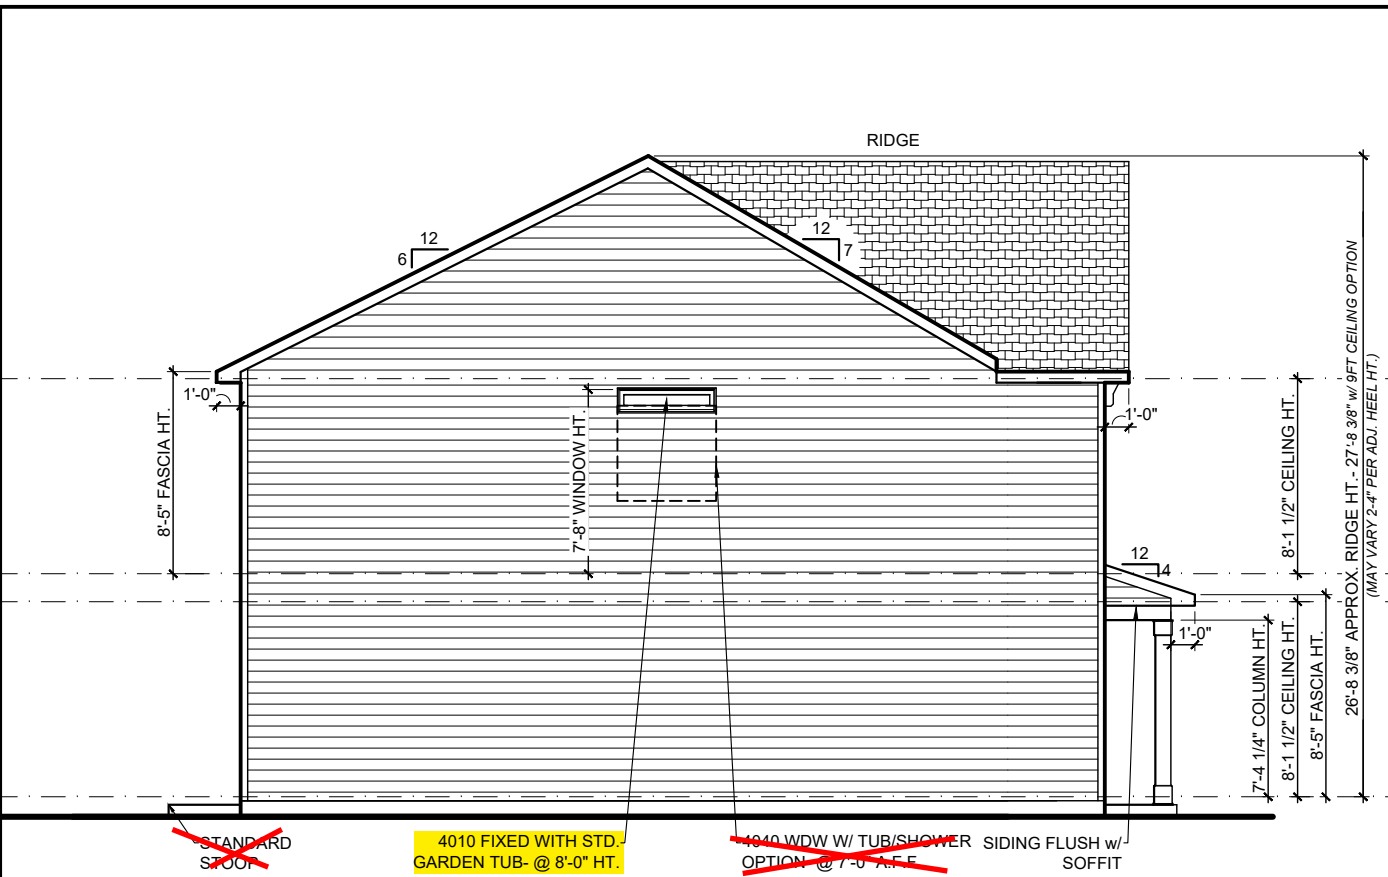 RIDGE
12
6
12
7
1'-0"
8'-5" FASCIA HT.
7'-8" WINDOW HT.
1'-0"
8'-1 1/2" CEILING HT.
26'-8 3/8" APPROX. RIDGE HT.- 27'-8 3/8" w/ 9FT CEILING OPTION
(MAY VARY 2-4" PER ADJ. HEEL HT.)
12
4
1'-0"
7'-4 1/4" COLUMN HT.
8'-1 1/2" CEILING HT.
8'-5" FASCIA HT.
STANDARD
STOOP
4010 FIXED WITH STD.
GARDEN TUB- @ 8'-0" HT.
4040 WDW W/ TUB/SHOWER
OPTION @ 7'-0" A.F.F.
SIDING FLUSH w/
SOFFIT